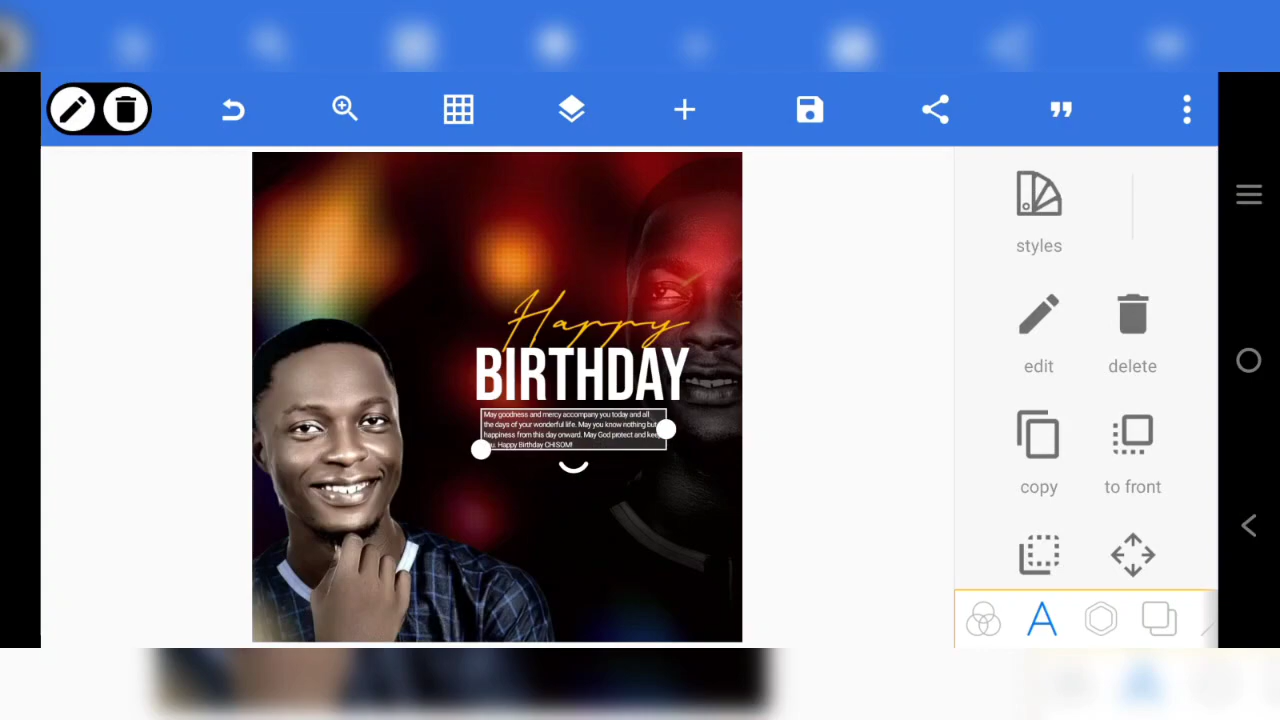 styles
Happy
BIRTHDAY
May goodness and mercy accompany you today and all
the days of your wonderful life. May you know nothing but
happiness from this day onward. May God protect and keep
Happy Birthday CHISOM!
edit
delete
copy
to front